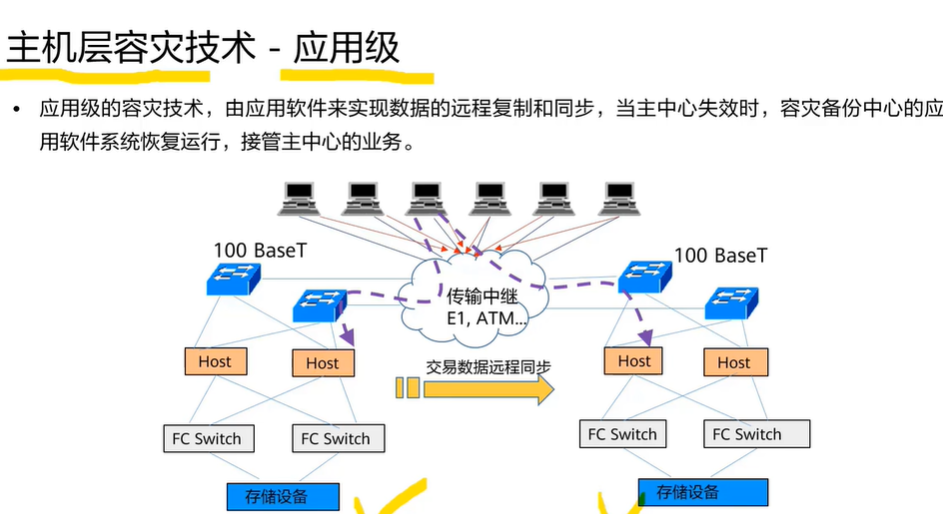 主机层容灾技术 - 应用级
• 应用级的容灾技术，由应用软件来实现数据的远程复制和同步，当主中心失效时，容灾备份中心的应
用软件系统恢复运行，接管主中心的业务。
100 BaseT
100 BaseT
传输中继
E1, ATM...
Host
Host
Host
Host
交易数据远程同步
FC Switch
FC Switch
FC Switch
FC Switch
存储设备
存储设备